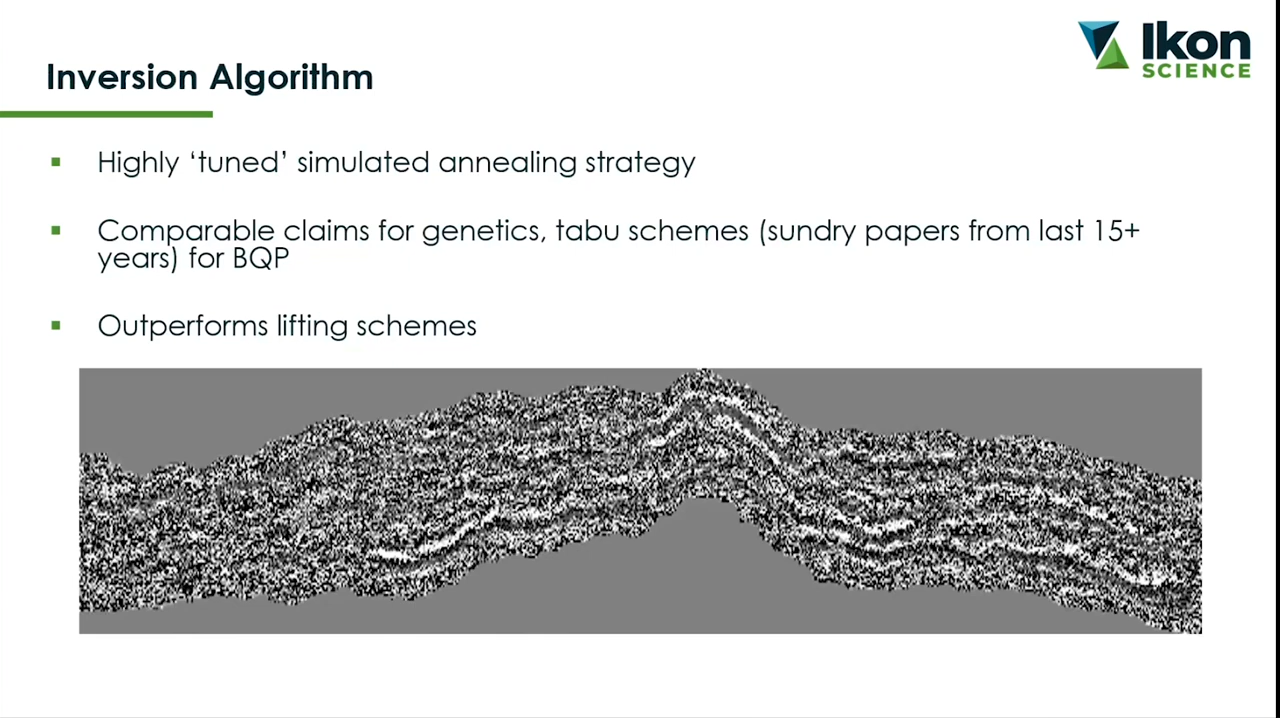 Ikon
SCIENCE
Inversion Algorithm
▪ Highly ‘tuned’ simulated annealing strategy
▪ Comparable claims for genetics, tabu schemes (sundry papers from last 15+
years) for BQP
▪ Outperforms lifting schemes